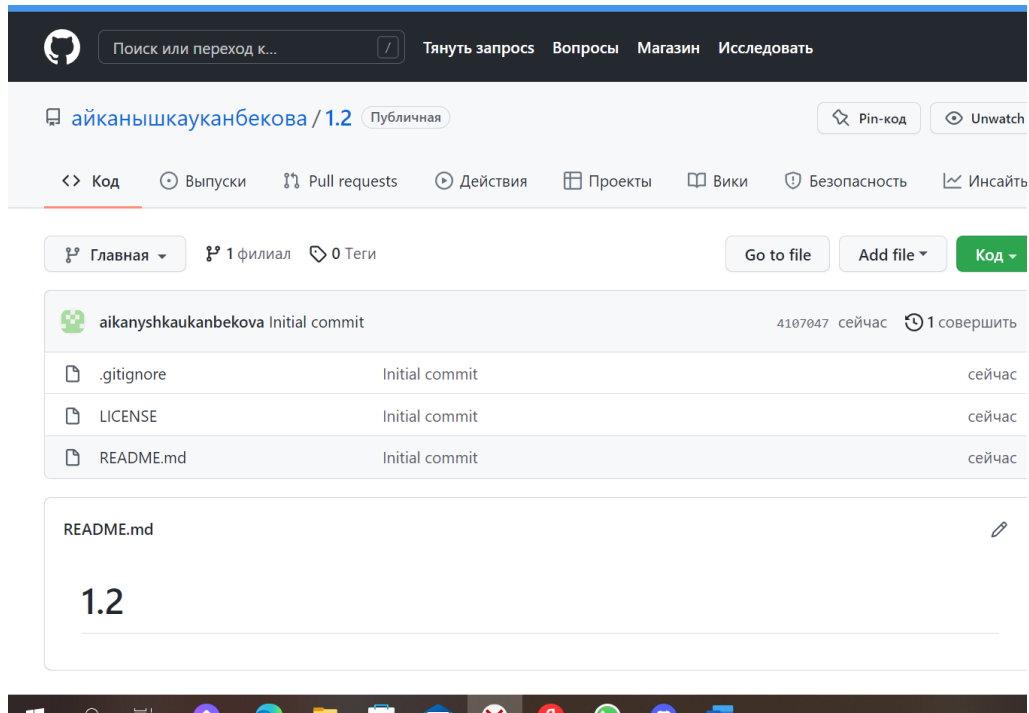 Поиск или переход к... / Тянуть запросs Вопросы Магазин Исследовать
айканышкауканбекова / 1.2 Публичная Pin-код Unwatch
<> Код Выпуски Pull requests Действия Проекты Вики Безопасность Инсайты
Главная 1 филиал 0 Теги Go to file Add file Код
aikanyshkaukanbekova Initial commit 4107047 сейчас 1 совершить
.gitignore Initial commit сейчас
LICENSE Initial commit сейчас
README.md Initial commit сейчас
README.md
1.2